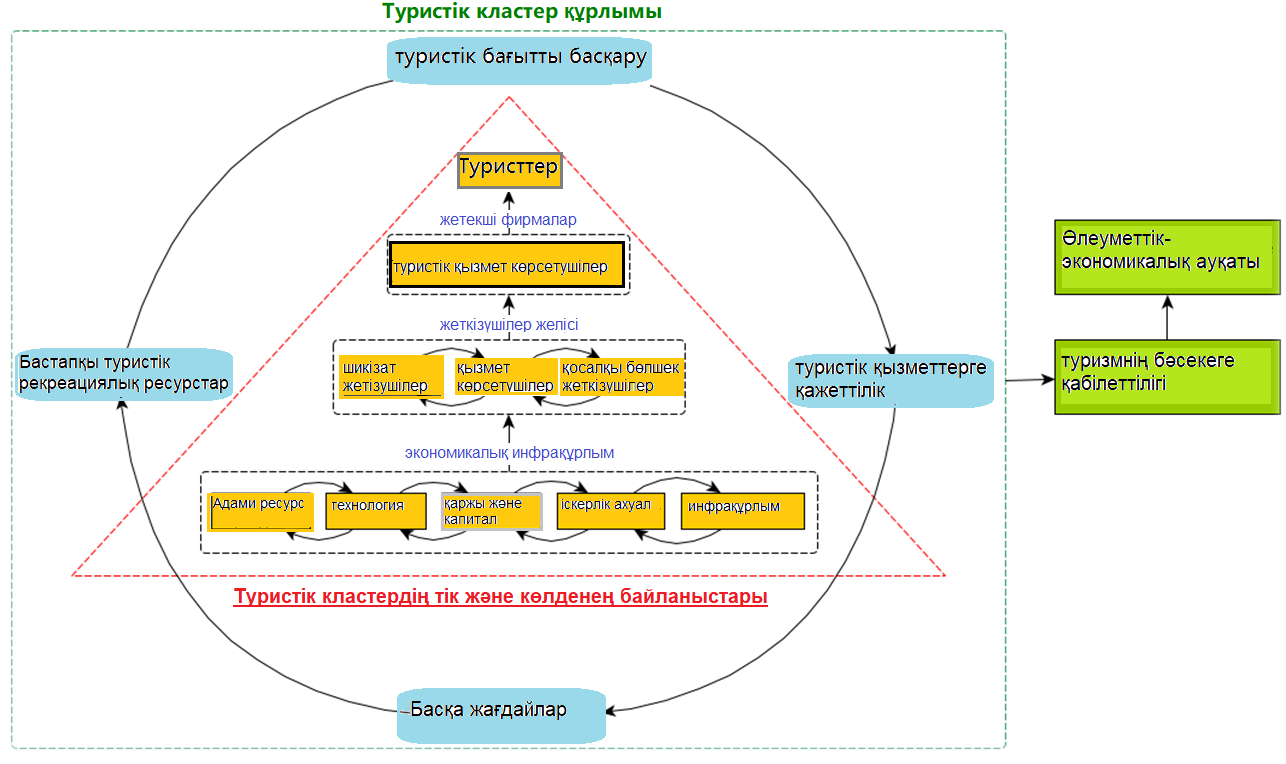 Туристік кластер құрлымы
туристік бағытты басқару
Туристтер
жетекші фирмалар
туристік қызмет көрсетушілер
жеткізушілер желісі
шикізат
жетізушілер
қызмет
көрсетушілер
қосалқы бөлшек
жеткізушігер
экономикалық инфрақұрлым
Адами ресурс
технология
қаржы және
капитал
іскерлік ахуал
инфрақұрлым
Туристік кластердің тік және көлденең байланыстары
Бастапқы туристік
рекреациялық ресурстар
туристік қызметтерге
қажеттілік
Басқа жағдайлар
Әлеуметтік-
экономикалық ауқаты
туризмнің бәсекеге
қабілеттілігі